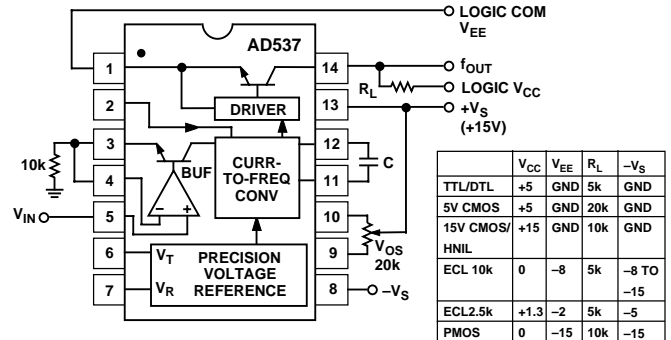 LOGIC COM
VEE
AD537
1
14
fOUT
RL
LOGIC VCC
DRIVER
2
13
+VS
(+15V)
3
12
10k
BUF
CURR-
TO-FREQ
CONV
C
4
11
VIN
5
– +
10
VOS
20k
6
VT
PRECISION
VOLTAGE
REFERENCE
9
7
VR
8
–VS
VCC VEE RL –VS
TTL/DTL +5 GND 5k GND
5V CMOS +5 GND 20k GND
15V CMOS/ +15 GND 10k GND
HNIL
ECL 10k 0 –8 5k –8 TO
–15
ECL2.5k +1.3 –2 5k –5
PMOS 0 –15 10k –15